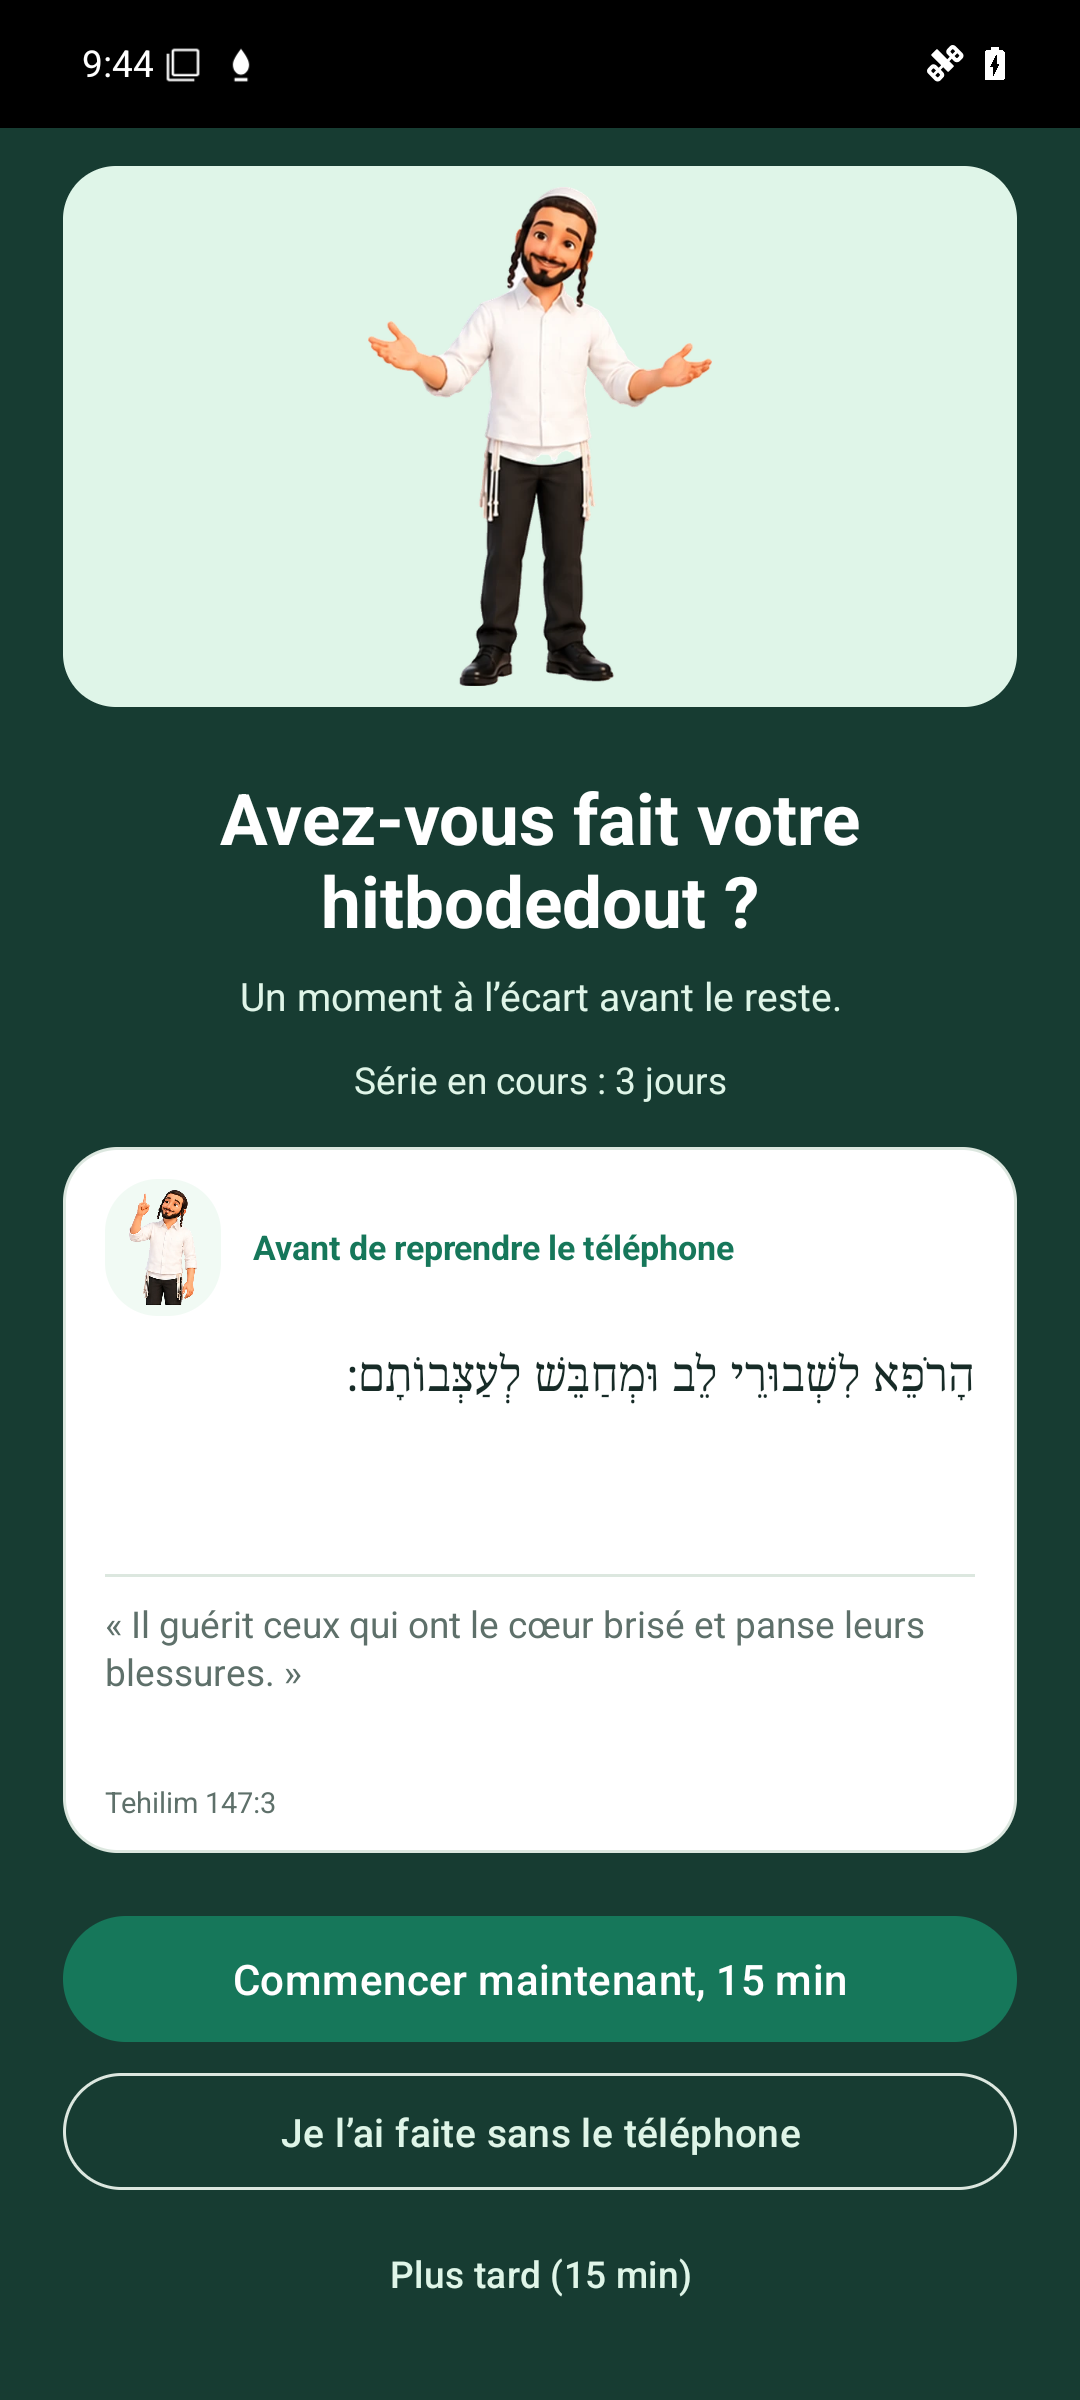 9:44
Avez-vous fait votre
hitbodedout ?
Un moment à l’écart avant le reste.
Série en cours : 3 jours
Avant de reprendre le téléphone
הָרֹפֵא לִשְׁבוּרֵי לֵב וּמְחַבֵּשׁ לְעַצְּבוֹתָם:
« Il guérit ceux qui ont le cœur brisé et panse leurs
blessures. »
Tehilim 147:3
Commencer maintenant, 15 min
Je l’ai faite sans le téléphone
Plus tard (15 min)